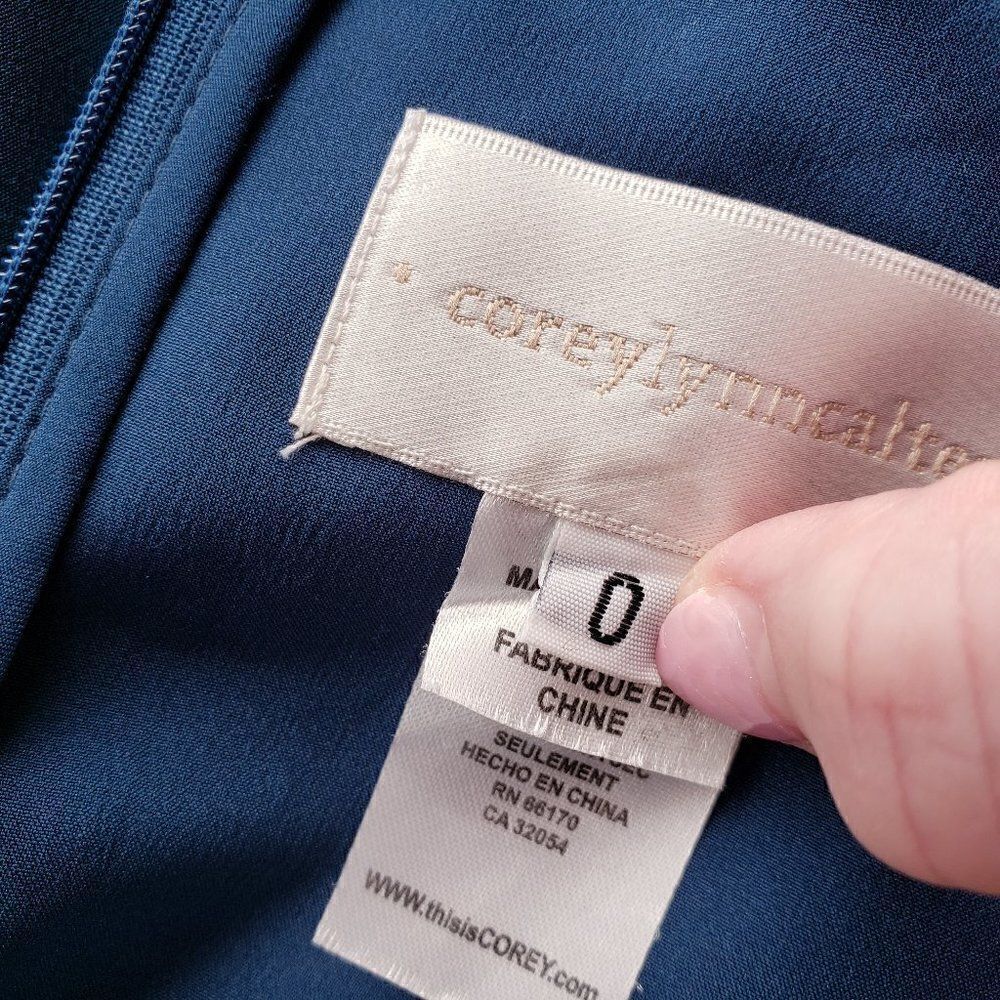 • coreylynncalte
0
FABRIQUE EN
CHINE
SEULEMENT
HECHO EN CHINA
RN 66170
CA 32054
www.thisisCOREY.com